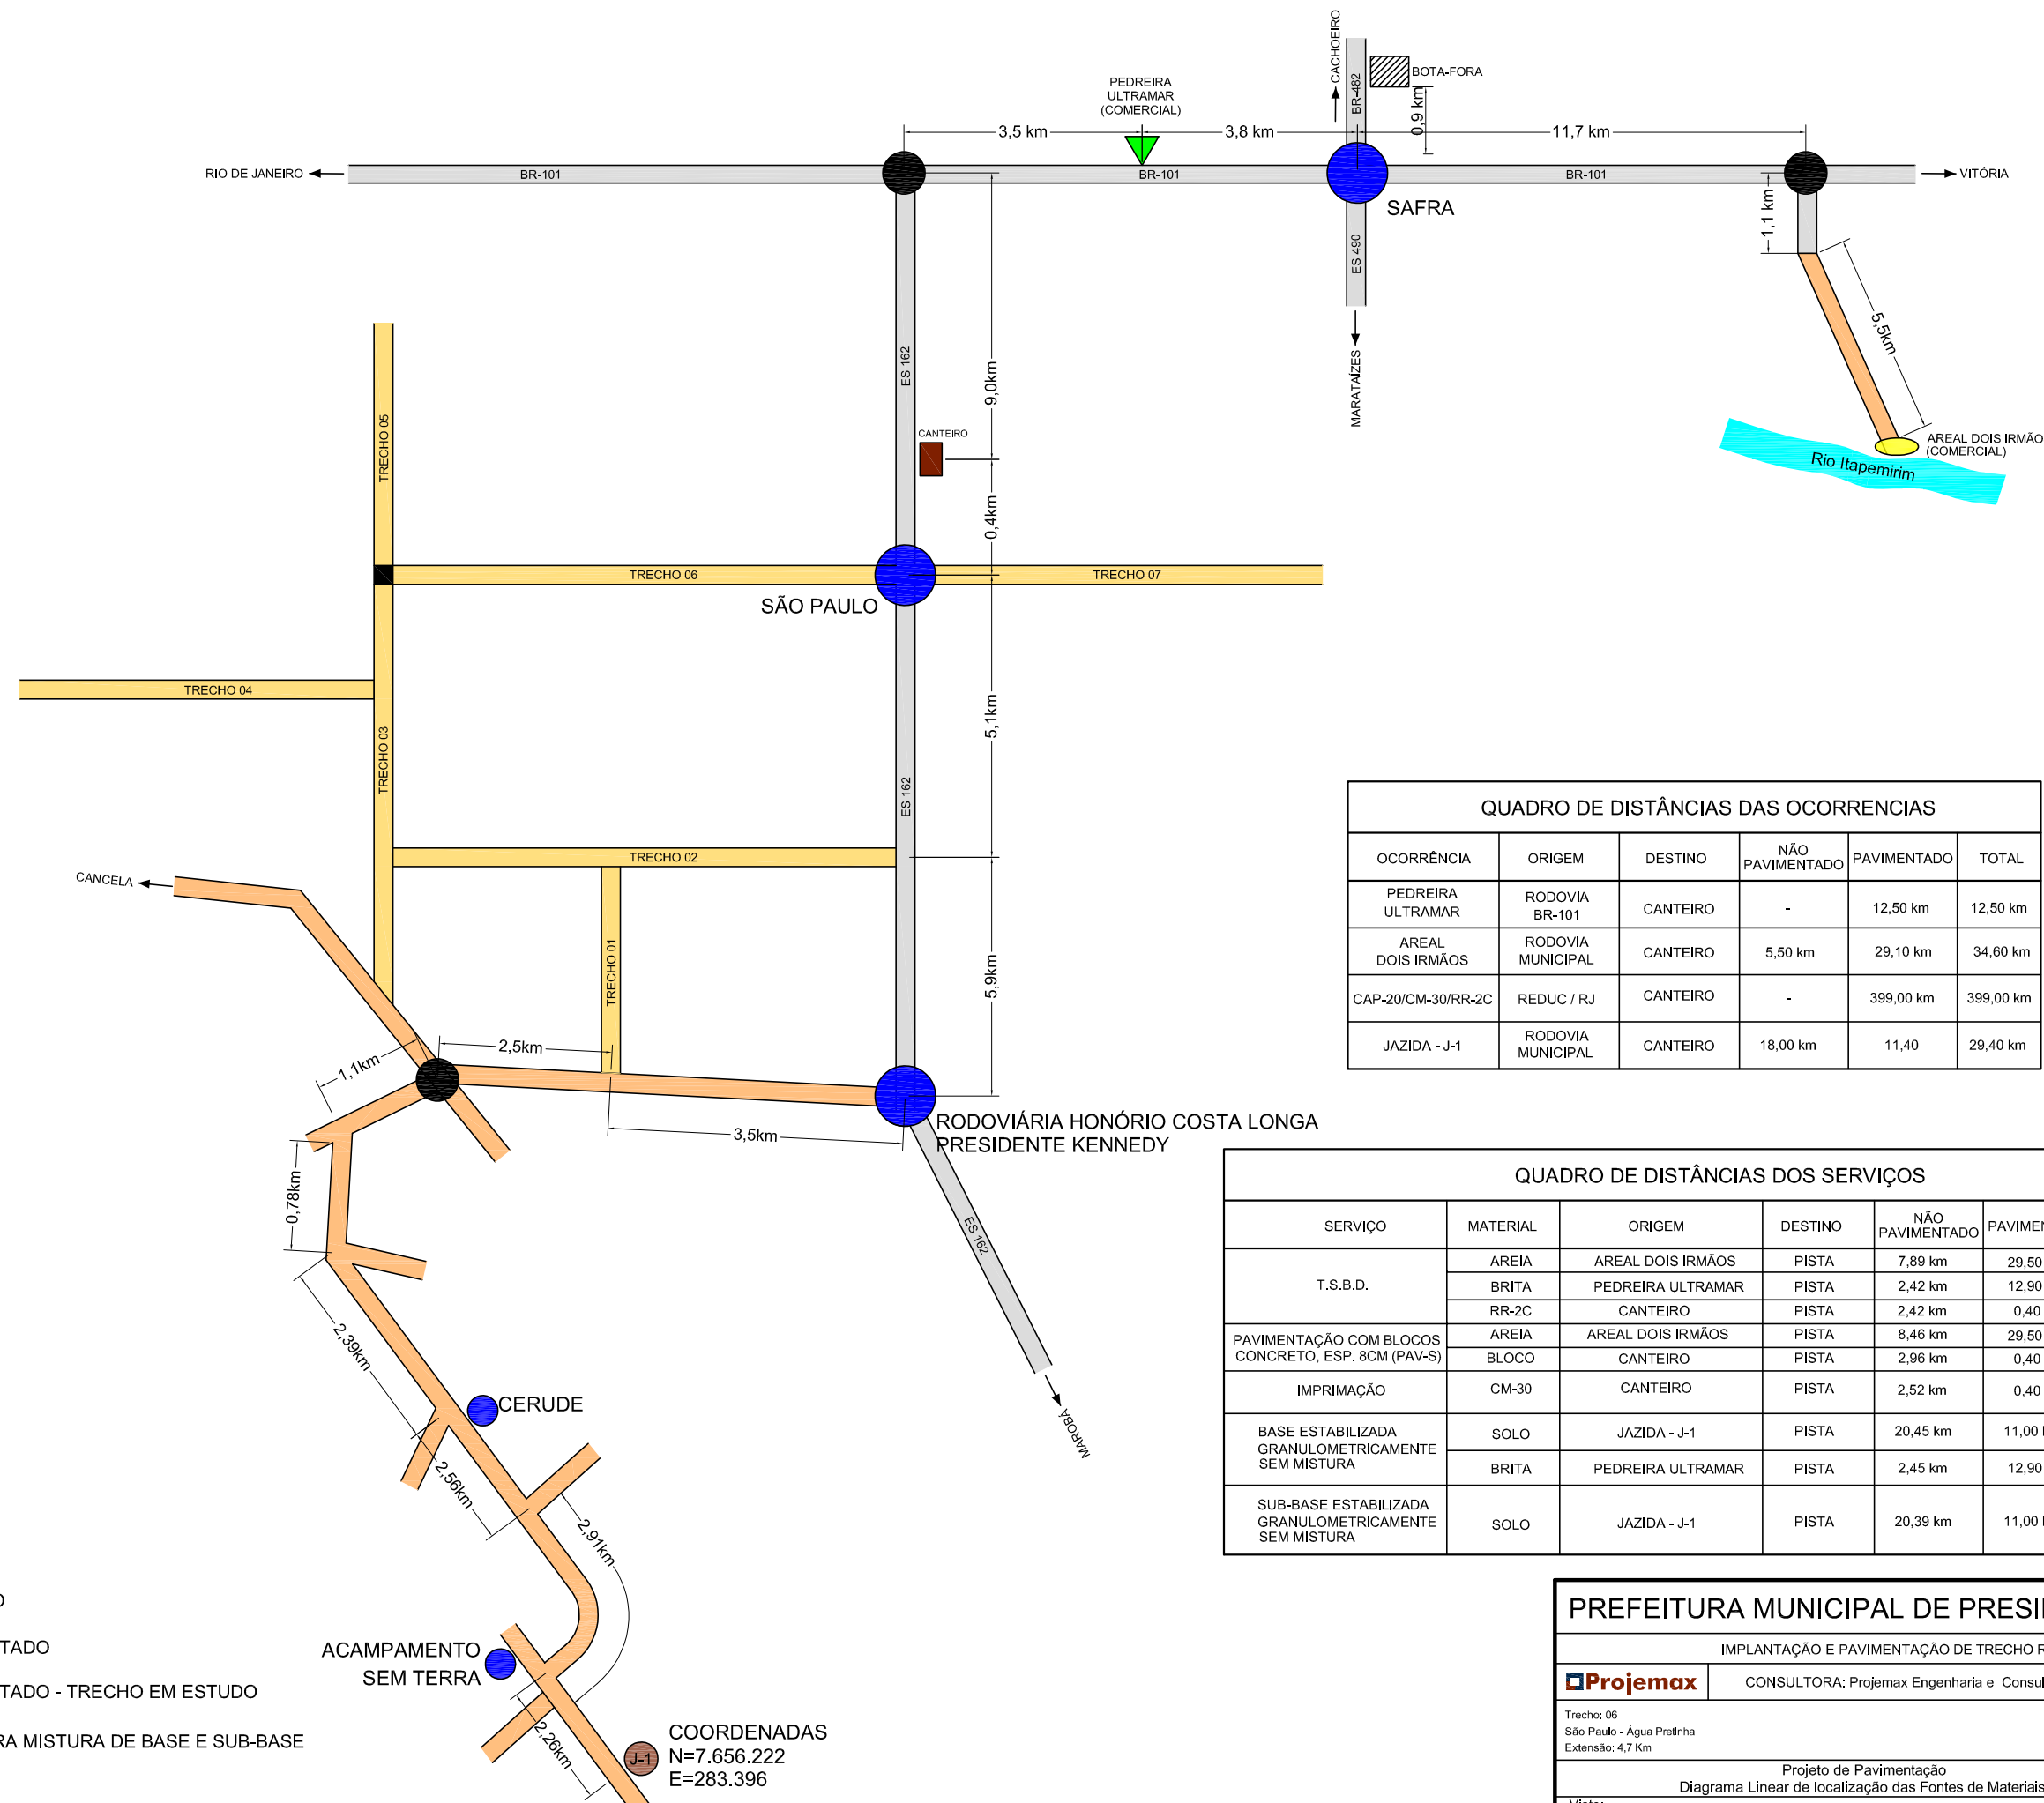 CACHOEIRO
BR-482
BOTA-FORA
0,9 km
PEDREIRA
ULTRAMAR
(COMERCIAL)
3,5 km
3,8 km
11,7 km
RIO DE JANEIRO
BR-101
BR-101
BR-101
VITÓRIA
SAFRA
1,1 km
ES 490
MARATAÍZES
5,5km
AREAL DOIS IRMÃO
(COMERCIAL)
Rio Itapemirim
ES 162
9,0km
CANTEIRO
0,4km
TRECHO 05
TRECHO 06
TRECHO 07
SÃO PAULO
TRECHO 04
TRECHO 03
5,1km
ES 162
TRECHO 02
CANCELA
TRECHO 01
5,9km
2,5km
1,1km
3,5km
RODOVIÁRIA HONÓRIO COSTA LONGA
PRESIDENTE KENNEDY
0,78km
ES 162
MAROBÁ
2,39km
CERUDE
2,56km
2,91km
ACAMPAMENTO
SEM TERRA
2,26km
J-1
COORDENADAS
N=7.656.222
E=283.396
TADO
TADO - TRECHO EM ESTUDO
RA MISTURA DE BASE E SUB-BASE
QUADRO DE DISTÂNCIAS DAS OCORRENCIAS
OCORRÊNCIA ORIGEM DESTINO NÃO PAVIMENTADO PAVIMENTADO TOTAL
PEDREIRA ULTRAMAR RODOVIA BR-101 CANTEIRO - 12,50 km 12,50 km
AREAL DOIS IRMÃOS RODOVIA MUNICIPAL CANTEIRO 5,50 km 29,10 km 34,60 km
CAP-20/CM-30/RR-2C REDUC / RJ CANTEIRO - 399,00 km 399,00 km
JAZIDA - J-1 RODOVIA MUNICIPAL CANTEIRO 18,00 km 11,40 29,40 km
QUADRO DE DISTÂNCIAS DOS SERVIÇOS
SERVIÇO MATERIAL ORIGEM DESTINO NÃO PAVIMENTADO PAVIME
T.S.B.D. AREIA AREAL DOIS IRMÃOS PISTA 7,89 km 29,50
BRITA PEDREIRA ULTRAMAR PISTA 2,42 km 12,90
RR-2C CANTEIRO PISTA 2,42 km 0,40
PAVIMENTAÇÃO COM BLOCOS CONCRETO, ESP. 8CM (PAV-S) AREIA AREAL DOIS IRMÃOS PISTA 8,46 km 29,50
BLOCO CANTEIRO PISTA 2,96 km 0,40
IMPRIMAÇÃO CM-30 CANTEIRO PISTA 2,52 km 0,40
BASE ESTABILIZADA GRANULOMETRICAMENTE SEM MISTURA SOLO JAZIDA - J-1 PISTA 20,45 km 11,00
BRITA PEDREIRA ULTRAMAR PISTA 2,45 km 12,90
SUB-BASE ESTABILIZADA GRANULOMETRICAMENTE SEM MISTURA SOLO JAZIDA - J-1 PISTA 20,39 km 11,00
PREFEITURA MUNICIPAL DE PRESI
IMPLANTAÇÃO E PAVIMENTAÇÃO DE TRECHO R
Projemax
CONSULTORA: Projemax Engenharia e Consul
Trecho: 06
São Paulo - Água Pretinha
Extensão: 4,7 Km
Projeto de Pavimentação
Diagrama Linear de localização das Fontes de Materiais